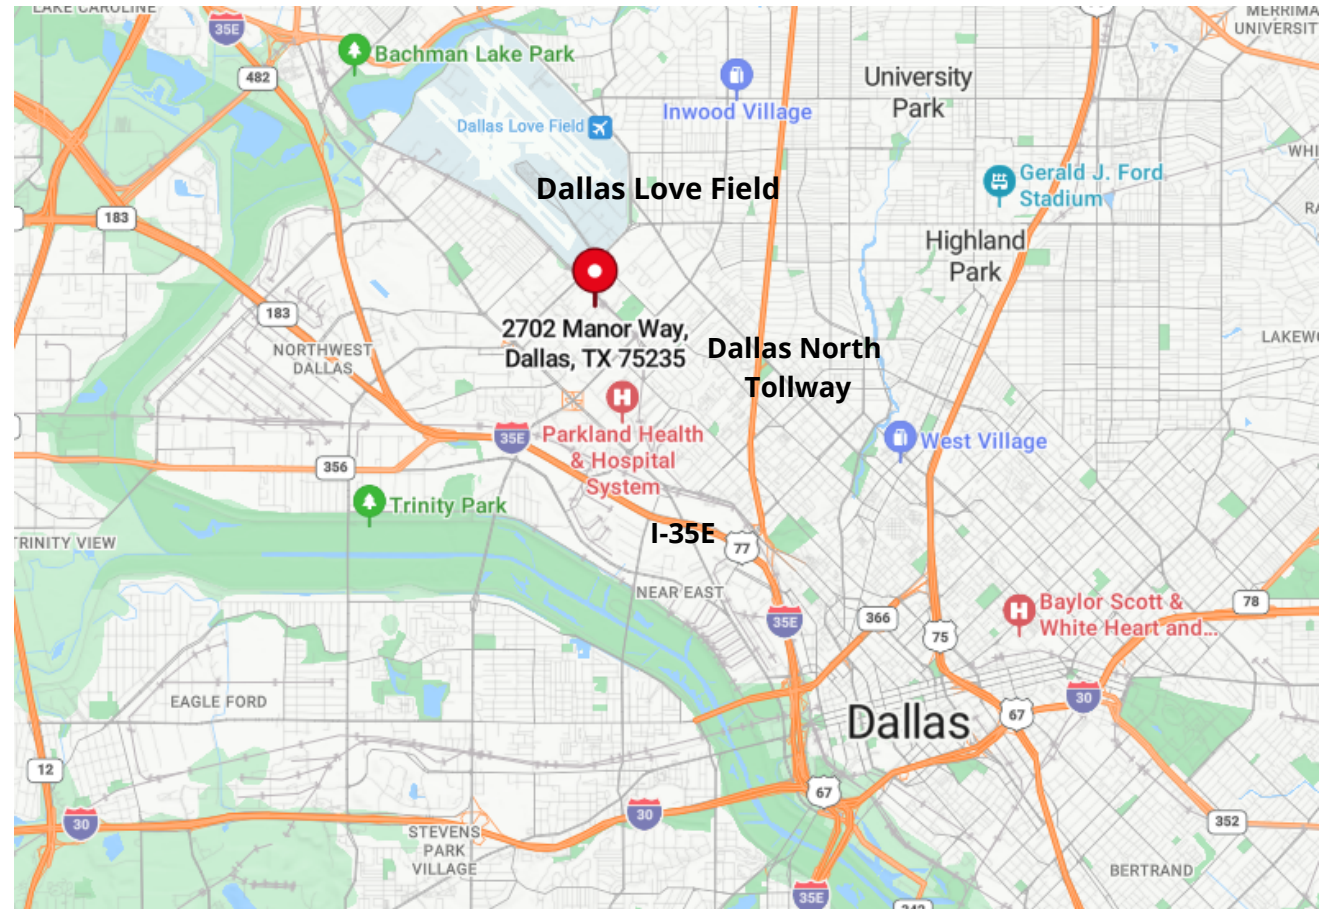 LAKE CAROLINE
35E
Bachman Lake Park
482
Inwood Village
University
Park
MERRIMA
UNIVERSIT
Dallas Love Field
Dallas Love Field
Gerald J. Ford
Stadium
WHI
183
Highland
Park
183
2702 Manor Way,
Dallas, TX 75235
NORTHWEST
DALLAS
Dallas North
Tollway
LAKEWO
35E
Parkland Health
& Hospital
System
West Village
356
Trinity Park
I-35E
77
TRINITY VIEW
NEAR EAST
35E
366
75
Baylor Scott &
White Heart and...
78
EAGLE FORD
Dallas
67
30
12
67
30
30
352
STEVENS
PARK
VILLAGE
BERTRAND
35E